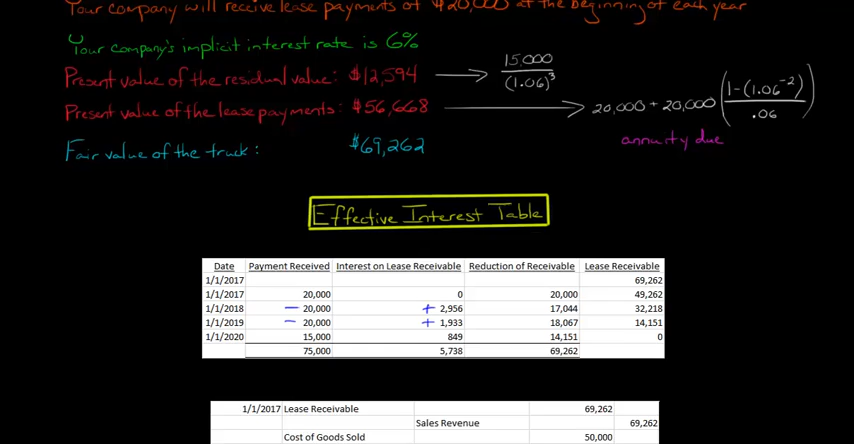 Your company will receive lease payments of $20,000 at the beginning of each year
Your company's implicit interest rate is 6%
Present value of the residual value: $12,594 → 15,000 / (1.06)^3
Present value of the lease payments: $56,668 → 20,000 + 20,000 (1-(1.06^-2) / .06)
annuity due
Fair value of the truck: $69,262
Effective Interest Table
Date Payment Received Interest on Lease Receivable Reduction of Receivable Lease Receivable
1/1/2017 69,262
1/1/2017 20,000 0 20,000 49,262
1/1/2018 — 20,000 + 2,956 17,044 32,218
1/1/2019 — 20,000 + 1,933 18,067 14,151
1/1/2020 15,000 849 14,151 0
75,000 5,738 69,262
1/1/2017 Lease Receivable 69,262
Sales Revenue 69,262
Cost of Goods Sold 50,000